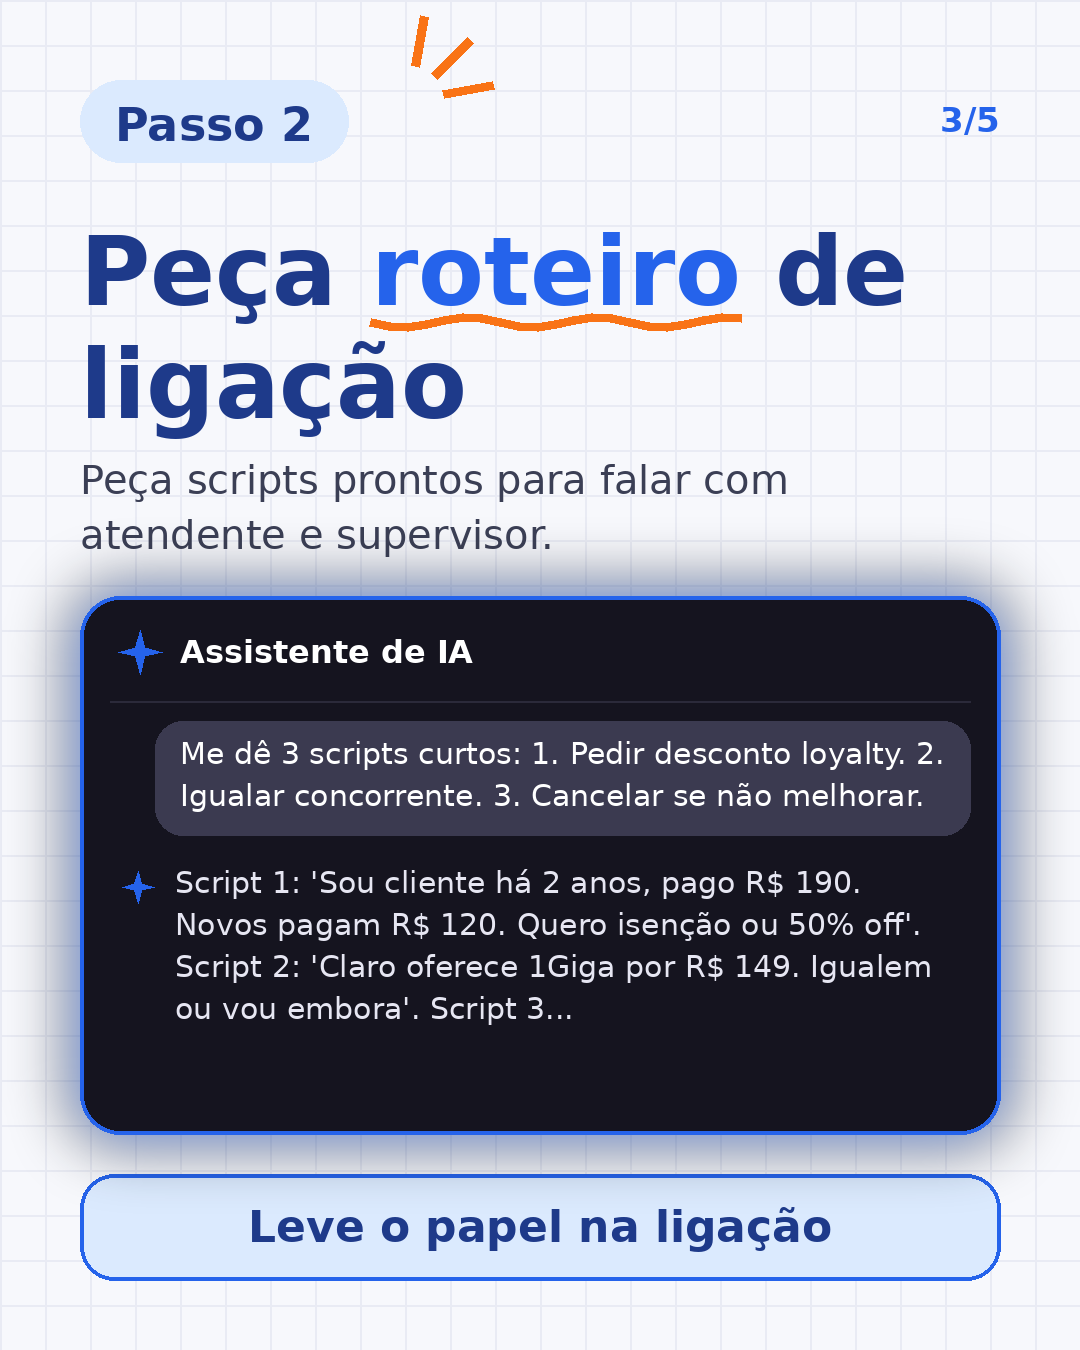 Passo 2
3/5
Peça roteiro de
ligação
Peça scripts prontos para falar com
atendente e supervisor.
Assistente de IA
Me dê 3 scripts curtos: 1. Pedir desconto loyalty. 2.
Igualar concorrente. 3. Cancelar se não melhorar.
Script 1: 'Sou cliente há 2 anos, pago R$ 190.
Novos pagam R$ 120. Quero isenção ou 50% off'.
Script 2: 'Claro oferece 1Giga por R$ 149. Igualem
ou vou embora'. Script 3...
Leve o papel na ligação